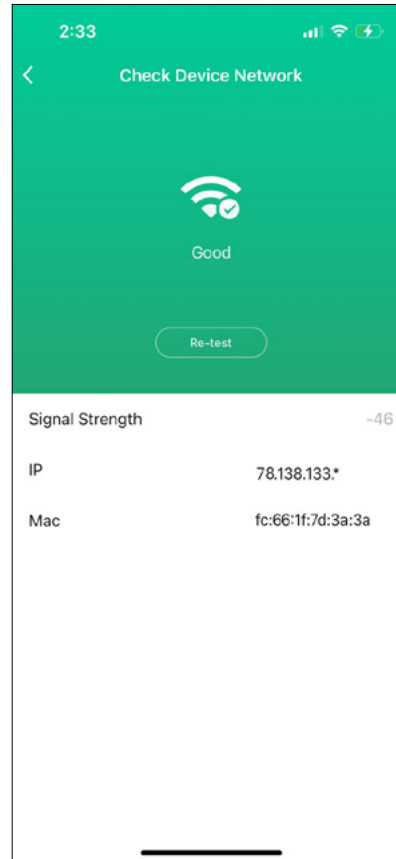 2:33
Check Device Network
Good
Re-test
Signal Strength -46
IP 78.138.133.*
Mac fc:66:1f:7d:3a:3a